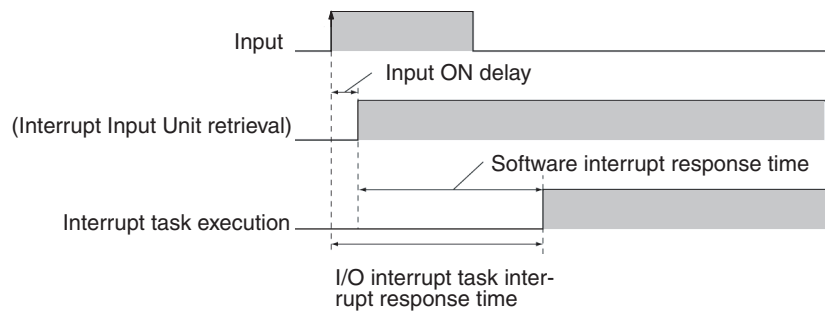 Input
Input ON delay
(Interrupt Input Unit retrieval)
Software interrupt response time
Interrupt task execution
I/O interrupt task inter-
rupt response time